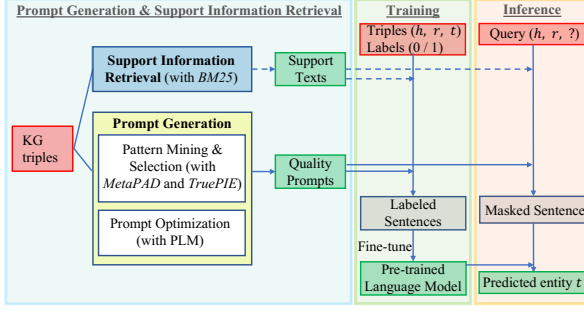 Prompt Generation & Support Information Retrieval
Training
Inference
Support Information
Retrieval (with BM25)
Support
Texts
Triples (h, r, t)
Labels (0 / 1)
Query (h, r, ?)
KG
triples
Prompt Generation
Pattern Mining &
Selection (with
MetaPAD and TruePIE)
Prompt Optimization
(with PLM)
Quality
Prompts
Labeled
Sentences
Masked Sentence
Fine-tune
Pre-trained
Language Model
Predicted entity t